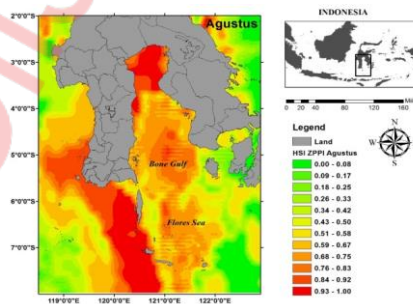 Agustus
2°0'0"S
3°0'0"S
4°0'0"S
5°0'0"S
6°0'0"S
7°0'0"S
Bone Gulf
Flores Sea
119°0'0"E
120°0'0"E
121°0'0"E
122°0'0"E
INDONESIA
0 20 40 80 120 160
N
W
S
Legend
Land
HSI ZPPI Agustus
0.00 - 0.08
0.09 - 0.17
0.18 - 0.25
0.26 - 0.33
0.34 - 0.42
0.43 - 0.50
0.51 - 0.58
0.59 - 0.67
0.68 - 0.75
0.76 - 0.83
0.84 - 0.92
0.93 - 1.00